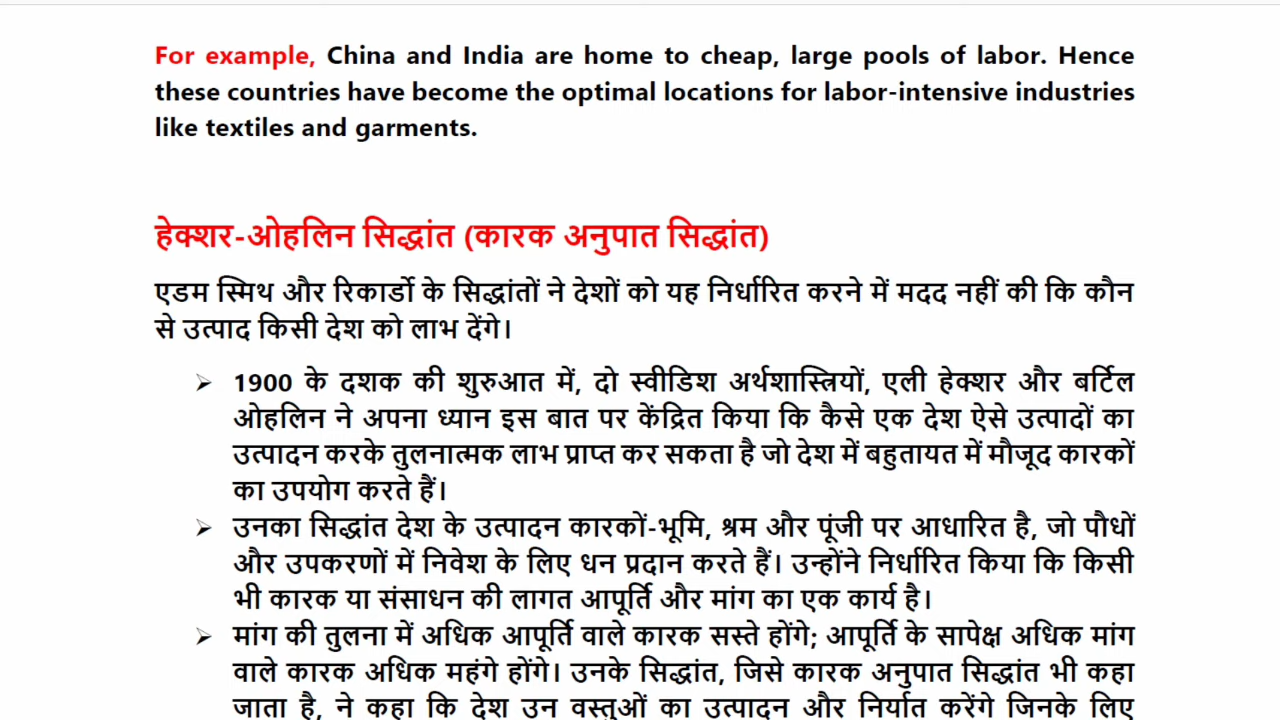 For example, China and India are home to cheap, large pools of labor. Hence
these countries have become the optimal locations for labor-intensive industries
like textiles and garments.
हेक्शर-ओहलिन सिद्धांत (कारक अनुपात सिद्धांत)
एडम स्मिथ और रिकार्डो के सिद्धांतों ने देशों को यह निर्धारित करने में मदद नहीं की कि कौन
से उत्पाद किसी देश को लाभ देंगे।
➢ 1900 के दशक की शुरुआत में, दो स्वीडिश अर्थशास्त्रियों, एली हेक्शर और बर्टिल
ओहलिन ने अपना ध्यान इस बात पर केंद्रित किया कि कैसे एक देश ऐसे उत्पादों का
उत्पादन करके तुलनात्मक लाभ प्राप्त कर सकता है जो देश में बहुतायत में मौजूद कारकों
का उपयोग करते हैं।
➢ उनका सिद्धांत देश के उत्पादन कारकों-भूमि, श्रम और पूंजी पर आधारित है, जो पौधों
और उपकरणों में निवेश के लिए धन प्रदान करते हैं। उन्होंने निर्धारित किया कि किसी
भी कारक या संसाधन की लागत आपूर्ति और मांग का एक कार्य है।
➢ मांग की तुलना में अधिक आपूर्ति वाले कारक सस्ते होंगे; आपूर्ति के सापेक्ष अधिक मांग
वाले कारक अधिक महंगे होंगे। उनके सिद्धांत, जिसे कारक अनुपात सिद्धांत भी कहा
जाता है, ने कहा कि देश उन वस्तुओं का उत्पादन और निर्यात करेंगे जिनके लिए